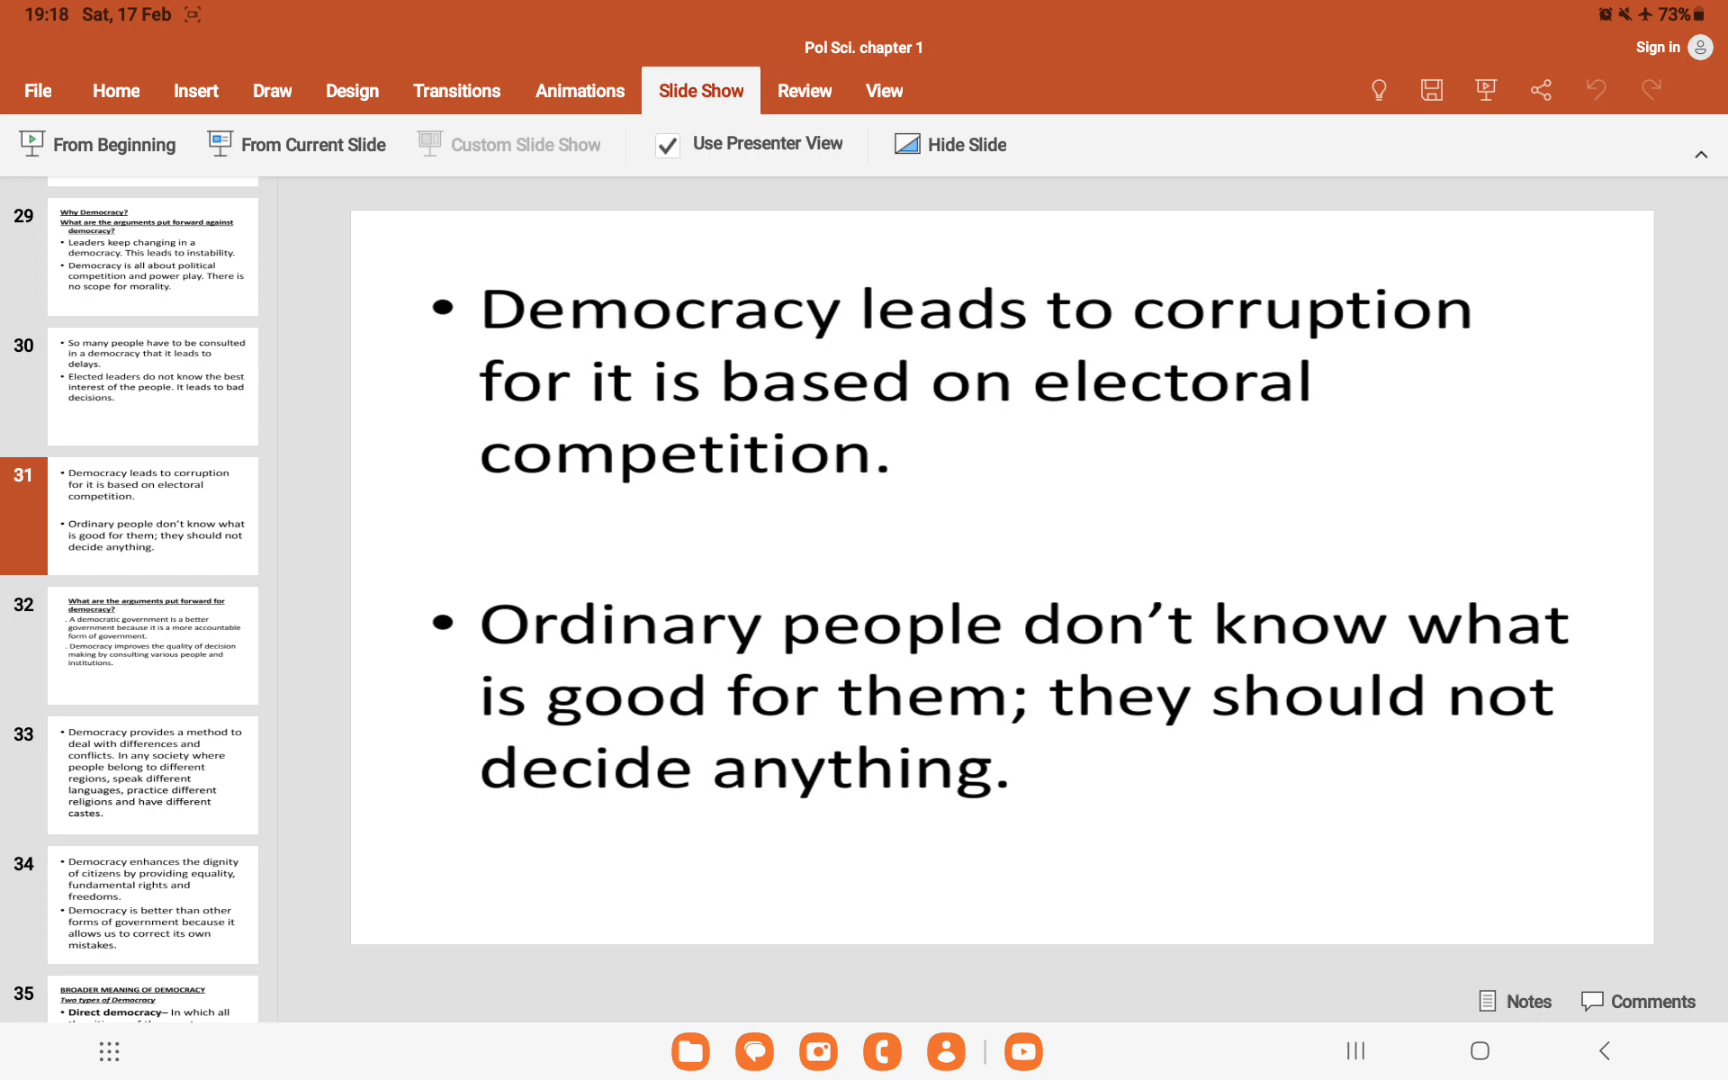 19:18 Sat, 17 Feb
73%
Pol Sci. chapter 1
Sign in
File Home Insert Draw Design Transitions Animations Slide Show Review View
From Beginning From Current Slide Custom Slide Show Use Presenter View Hide Slide
29
Why Democracy?
What are the arguments put forward against
democracy?
• Leaders keep changing in a
democracy. This leads to instability.
• Democracy is all about political
competition and power play. There is
no scope for morality.
30
• So many people have to be consulted
in a democracy that it leads to
delays.
• Elected leaders do not know the best
interest of the people. It leads to bad
decisions.
31
• Democracy leads to corruption
for it is based on electoral
competition.
• Ordinary people don't know what
is good for them; they should not
decide anything.
32
What are the arguments put forward for
democracy?
. A democratic government is a better
government because it is a more accountable
form of government.
. Democracy improves the quality of decision
making by consulting various people and
institutions.
33
• Democracy provides a method to
deal with differences and
conflicts. In any society where
people belong to different
regions, speak different
languages, practice different
religions and have different
castes.
34
• Democracy enhances the dignity
of citizens by providing equality,
fundamental rights and
freedoms.
• Democracy is better than other
forms of government because it
allows us to correct its own
mistakes.
35
BROADER MEANING OF DEMOCRACY
Two types of Democracy
• Direct democracy– In which all
• Democracy leads to corruption
for it is based on electoral
competition.
• Ordinary people don't know what
is good for them; they should not
decide anything.
Notes Comments